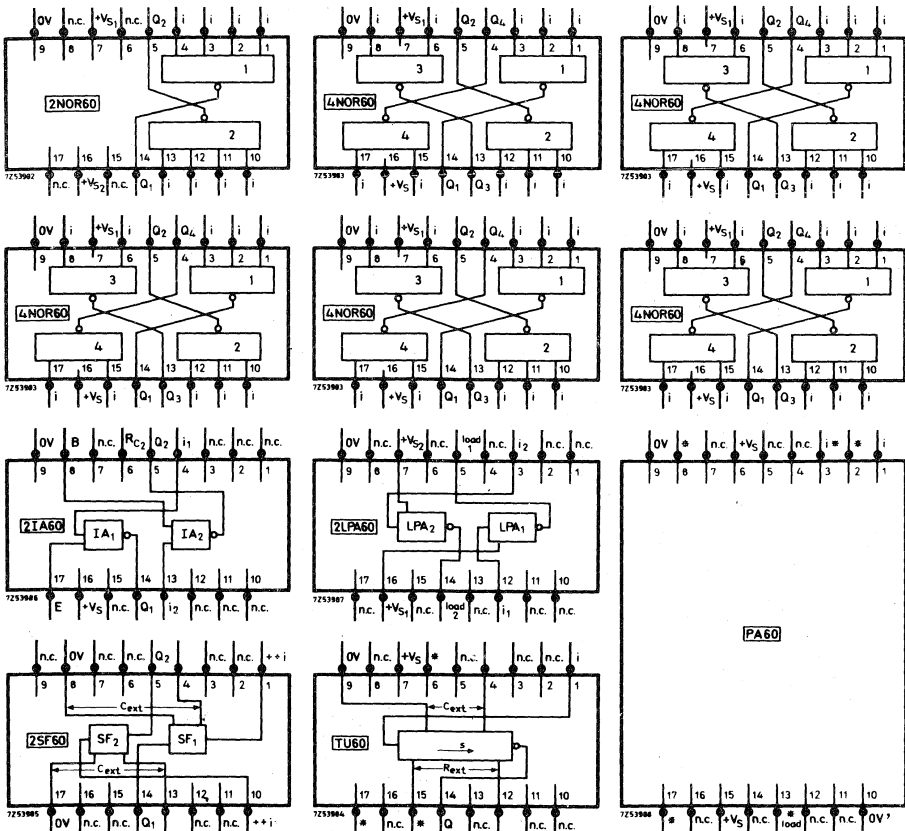 0V n.c. +VS1 n.c. Q2 i i i i
9 8 7 6 5 4 3 2 1
1
2NOR60
2
17 16 15 14 13 12 11 10
7Z53902
n.c. +VS2 n.c. Q1 i i i i
0V i +VS1 i Q2 Q4 i i i
9 8 7 6 5 4 3 2 1
3 1
4NOR60
4 2
17 16 15 14 13 12 11 10
7Z53903
i +VS i Q1 Q3 i i i
0V i +VS1 i Q2 Q4 i i i
9 8 7 6 5 4 3 2 1
3 1
4NOR60
4 2
17 16 15 14 13 12 11 10
7Z53903
i +VS i Q1 Q3 i i i
0V i +VS1 i Q2 Q4 i i i
9 8 7 6 5 4 3 2 1
3 1
4NOR60
4 2
17 16 15 14 13 12 11 10
7Z53903
i +VS i Q1 Q3 i i i
0V i +VS1 i Q2 Q4 i i i
9 8 7 6 5 4 3 2 1
3 1
4NOR60
4 2
17 16 15 14 13 12 11 10
7Z53903
i +VS i Q1 Q3 i i i
0V i +VS1 i Q2 Q4 i i i
9 8 7 6 5 4 3 2 1
3 1
4NOR60
4 2
17 16 15 14 13 12 11 10
7Z53903
i +VS i Q1 Q3 i i i
0V B n.c. RC2 Q2 i1 n.c. n.c. n.c.
9 8 7 6 5 4 3 2 1
2IA60
IA1 IA2
17 16 15 14 13 12 11 10
7Z53906
E +VS n.c. Q1 i2 n.c. n.c. n.c.
0V n.c. +VS2 n.c. load 1 n.c. i2 n.c. n.c.
9 8 7 6 5 4 3 2 1
2LPA60
LPA2 LPA1
17 16 15 14 13 12 11 10
7Z53907
n.c. +VS1 n.c. load 2 n.c. i1 n.c. n.c.
0V * n.c. +VS n.c. n.c. i* * i
9 8 7 6 5 4 3 2 1
PA60
17 16 15 14 13 12 11 10
* n.c. +VS n.c. * load n.c. n.c. 0V'
n.c. 0V n.c. n.c. Q2 n.c. n.c. ++i
9 8 7 6 5 4 3 2 1
Cext
2SF60
SF2 SF1
Cext
17 16 15 14 13 12 11 10
7Z53905
0V n.c. n.c. Q1 n.c. n.c. ++i
0V n.c. +VS * n.c. n.c. n.c. i
9 8 7 6 5 4 3 2 1
Cext
TU60
s
Rext
17 16 15 14 13 12 11 10
7Z53904
* n.c. * Q n.c. n.c. n.c.